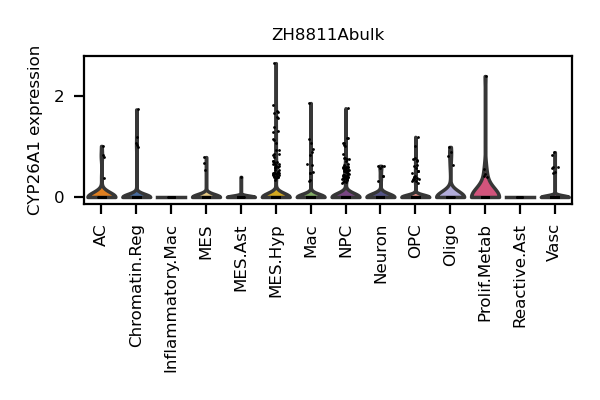 ZH8811Abulk
CYP26A1 expression
2
0
AC
Chromatin.Reg
Inflammatory.Mac
MES
MES.Ast
MES.Hyp
Mac
NPC
Neuron
OPC
Oligo
Prolif.Metab
Reactive.Ast
Vasc